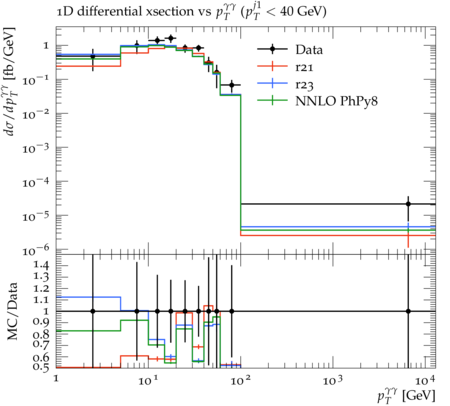 1D differential xsection vs p_T^γγ (p_T^j1 < 40 GeV)
dσ/dp_T^γγ [fb/GeV]
1
10^−1
10^−2
10^−3
10^−4
10^−5
10^−6
Data
r21
r23
NNLO PhPy8
MC/Data
1.4
1.3
1.2
1.1
1
0.9
0.8
0.7
0.6
0.5
1
10^1
10^2
10^3
10^4
p_T^γγ [GeV]